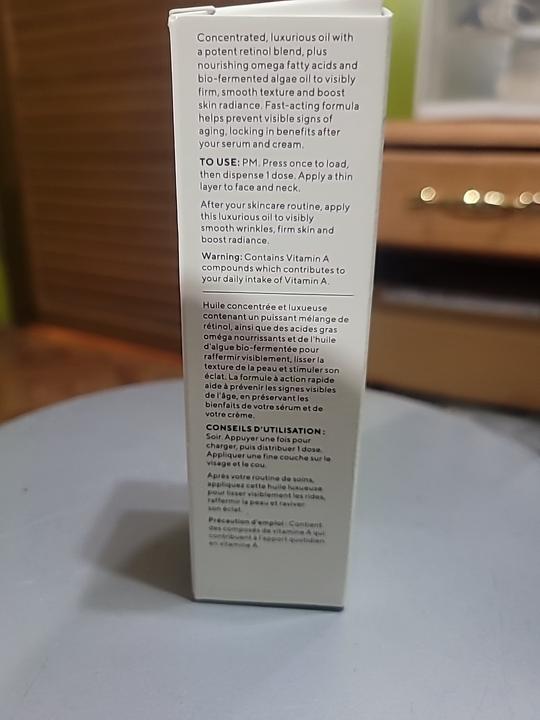 Concentrated, luxurious oil with
a potent retinol blend, plus
nourishing omega fatty acids and
bio-fermented algae oil to visibly
firm, smooth texture and boost
skin radiance. Fast-acting formula
helps prevent visible signs of
aging, locking in benefits after
your serum and cream.
TO USE: PM. Press once to load,
then dispense 1 dose. Apply a thin
layer to face and neck.
After your skincare routine, apply
this luxurious oil to visibly
smooth wrinkles, firm skin and
boost radiance.
Warning: Contains Vitamin A
compounds which contributes to
your daily intake of Vitamin A.
Huile concentrée et luxueuse
contenant un puissant mélange de
rétinol, ainsi que des acides gras
oméga nourrissants et de l'huile
d'algue bio-fermentée pour
raffermir visiblement, lisser la
texture de la peau et stimuler son
éclat. La formule à action rapide
aide à prévenir les signes visibles
de l'âge, en préservant les
bienfaits de votre sérum et de
votre crème.
CONSEILS D'UTILISATION :
Soir. Appuyer une fois pour
charger, puis distribuer 1 dose.
Appliquer une fine couche sur le
visage et le cou.
Après votre routine de soins,
appliquez cette huile luxueuse
pour lisser visiblement les rides,
raffermir la peau et raviver
son éclat.
Précaution d'emploi : Contient
des composés de vitamine A qui
contribuent à l'apport quotidien
en vitamine A.